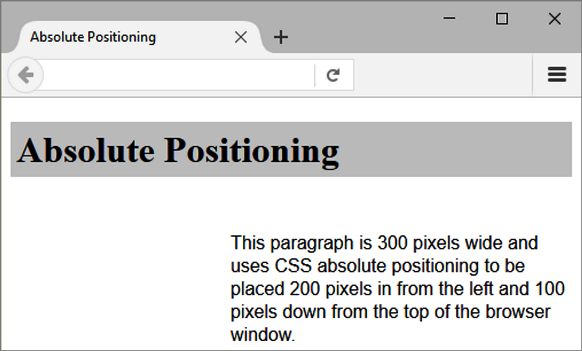 Absolute Positioning
Absolute Positioning
This paragraph is 300 pixels wide and
uses CSS absolute positioning to be
placed 200 pixels in from the left and 100
pixels down from the top of the browser
window.